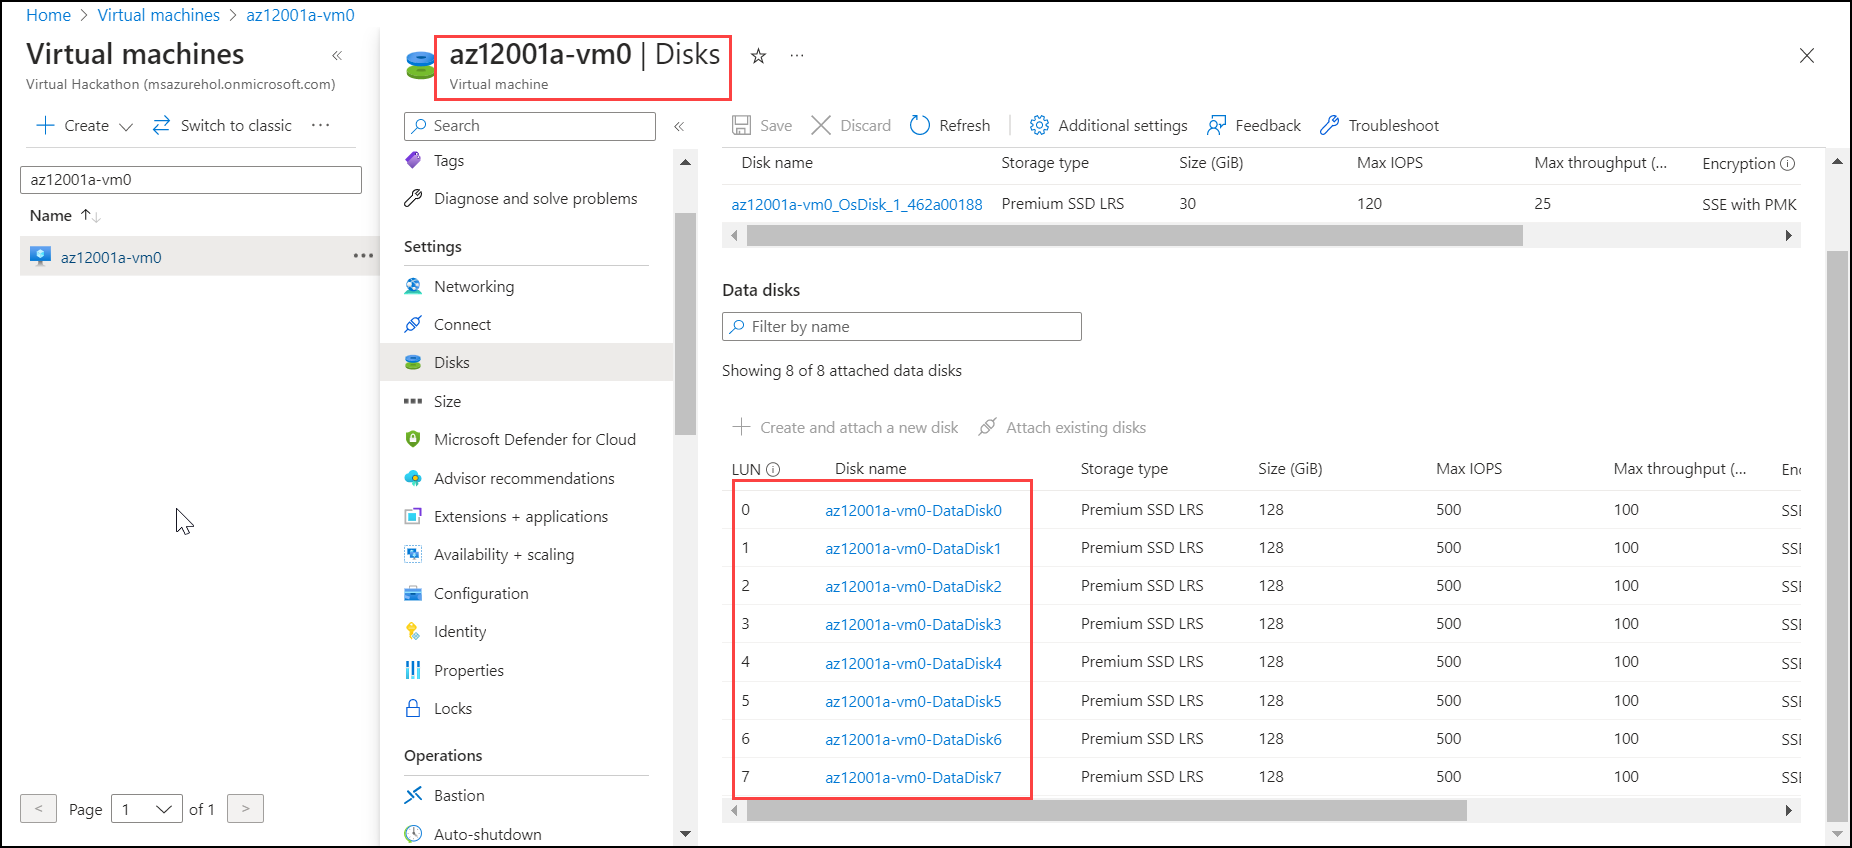 Home > Virtual machines > az12001a-vm0
Virtual machines «
Virtual Hackathon (msazurehol.onmicrosoft.com)
+ Create Switch to classic ...
az12001a-vm0
Name ↑↓
az12001a-vm0 ...
< Page 1 of 1 >
az12001a-vm0 | Disks ☆ ...
Virtual machine
Search «
Tags
Diagnose and solve problems
Settings
Networking
Connect
Disks
Size
Microsoft Defender for Cloud
Advisor recommendations
Extensions + applications
Availability + scaling
Configuration
Identity
Properties
Locks
Operations
Bastion
Auto-shutdown
Save Discard Refresh Additional settings Feedback Troubleshoot
Disk name Storage type Size (GiB) Max IOPS Max throughput (... Encryption
az12001a-vm0_OsDisk_1_462a00188 Premium SSD LRS 30 120 25 SSE with PMK
Data disks
Filter by name
Showing 8 of 8 attached data disks
Create and attach a new disk Attach existing disks
LUN Disk name Storage type Size (GiB) Max IOPS Max throughput (... Enc
0 az12001a-vm0-DataDisk0 Premium SSD LRS 128 500 100 SSE
1 az12001a-vm0-DataDisk1 Premium SSD LRS 128 500 100 SSE
2 az12001a-vm0-DataDisk2 Premium SSD LRS 128 500 100 SSE
3 az12001a-vm0-DataDisk3 Premium SSD LRS 128 500 100 SSE
4 az12001a-vm0-DataDisk4 Premium SSD LRS 128 500 100 SSE
5 az12001a-vm0-DataDisk5 Premium SSD LRS 128 500 100 SSE
6 az12001a-vm0-DataDisk6 Premium SSD LRS 128 500 100 SSE
7 az12001a-vm0-DataDisk7 Premium SSD LRS 128 500 100 SSE